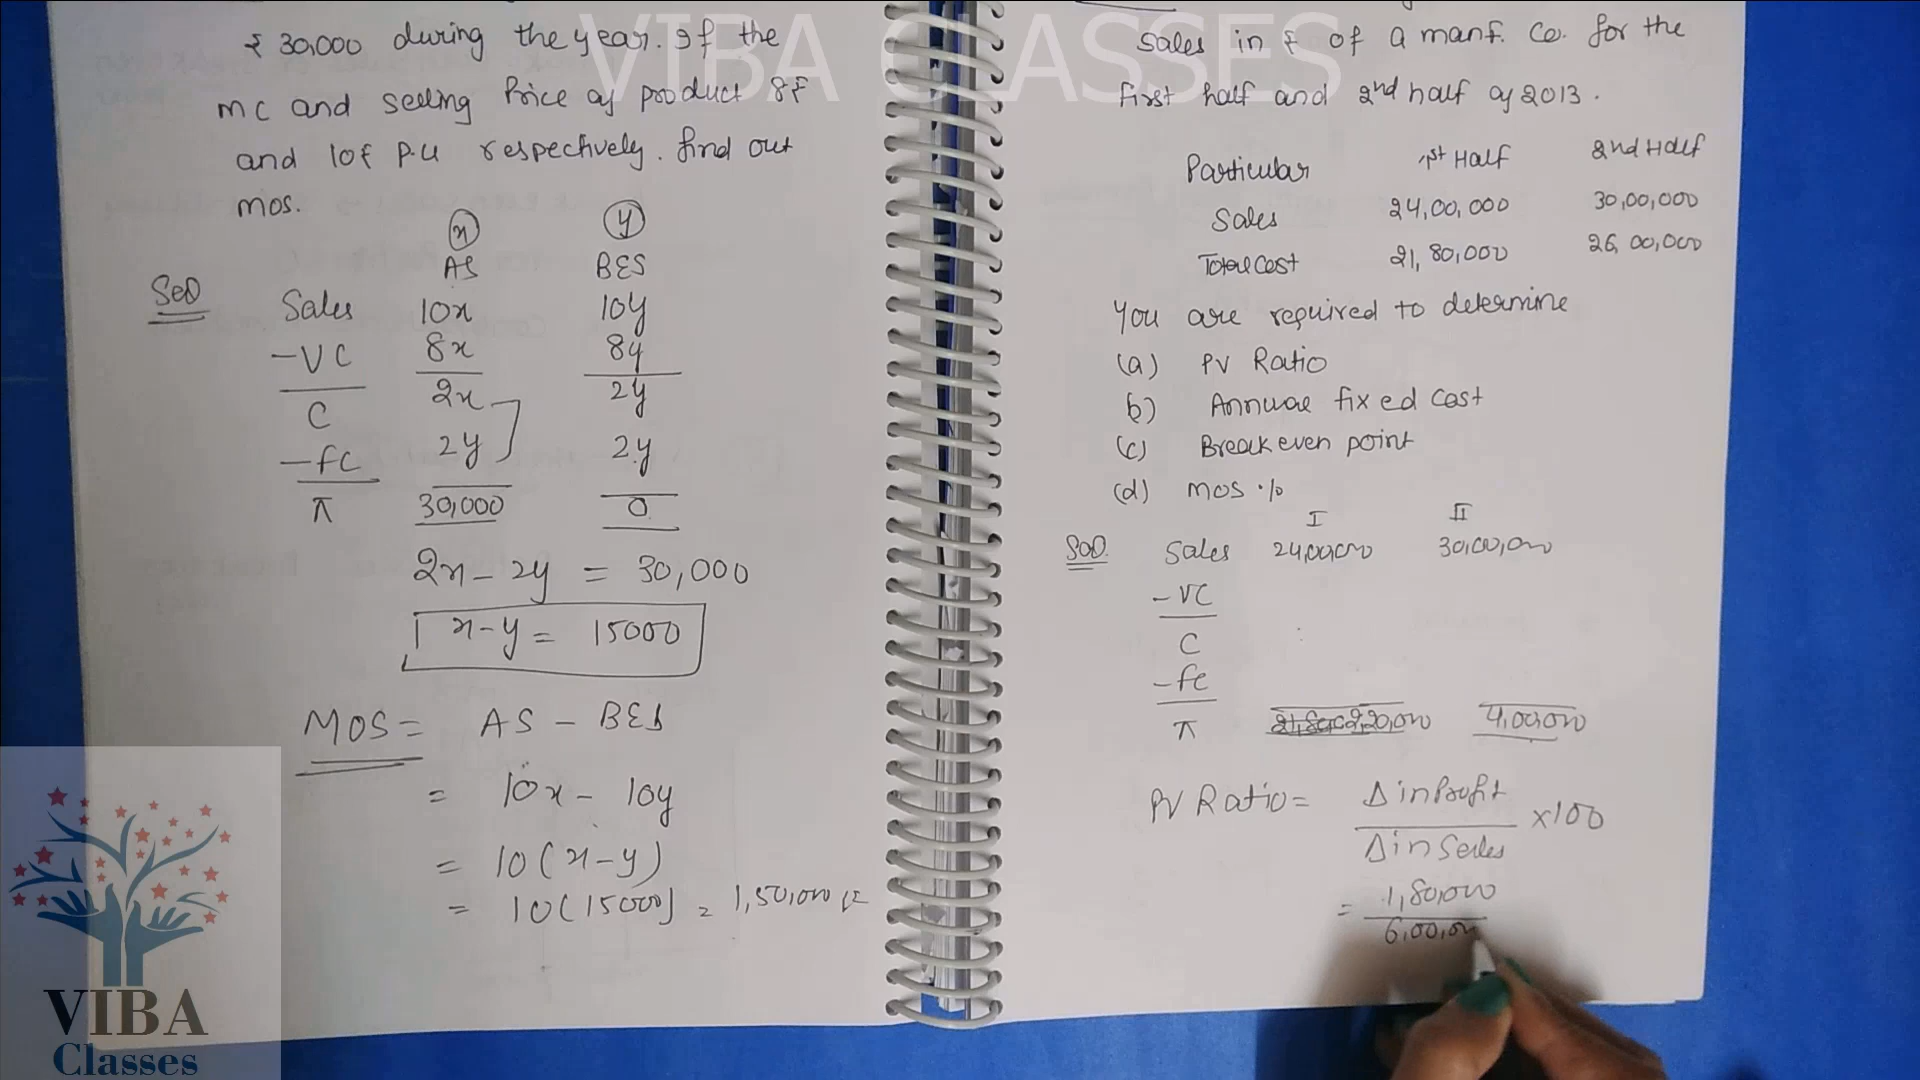 VIBA CLASSES
₹ 30,000 during the year. If the
mc and selling Price of product 8₹
and 10₹ P.U respectively. find out
mos.
x y
AS BES
Sol Sales 10x 10y
-VC 8x 8y
C 2x 2y
-fc 2y 2y
π 30,000 0
2x - 2y = 30,000
x-y = 15000
MOS = AS - BES
= 10x - 10y
= 10(x-y)
= 10(15000) = 1,50,000
VIBA
Classes
Sales in ₹ of a manf. Co. for the
first half and 2nd half of 2013.
Particular 1st Half 2nd Half
Sales 24,00,000 30,00,000
Total Cost 21,80,000 26,00,000
You are required to determine
(a) PV Ratio
b) Annual fixed cost
(c) Break even point
(d) mos %
I II
Sol. Sales 24,00,000 30,00,000
-VC
C
-fc
π 2,20,000 4,00,000
PV Ratio = Δ in Profit
×100
Δ in Sales
= 1,80,000
6,00,00